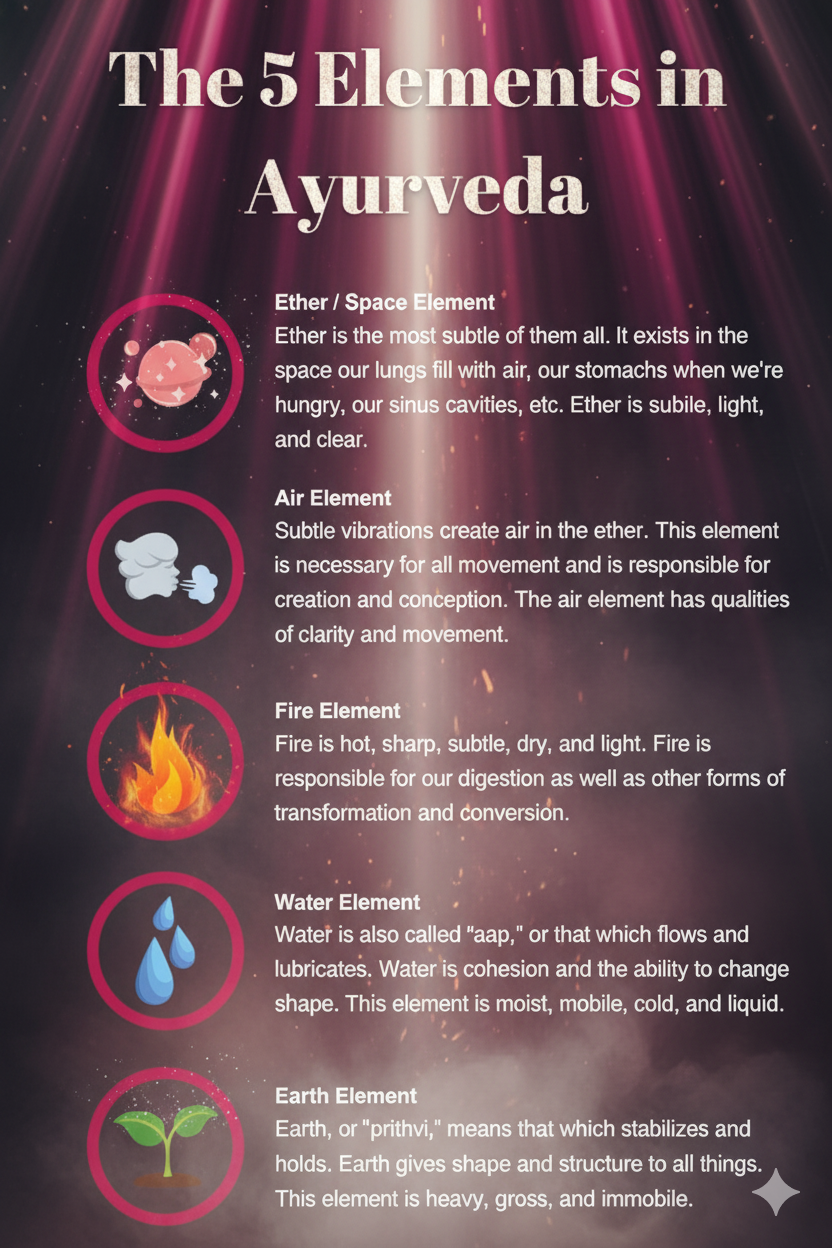 The 5 Elements in
Ayurveda
Ether / Space Element
Ether is the most subtle of them all. It exists in the
space our lungs fill with air, our stomachs when we're
hungry, our sinus cavities, etc. Ether is subile, light,
and clear.
Air Element
Subtle vibrations create air in the ether. This element
is necessary for all movement and is responsible for
creation and conception. The air element has qualities
of clarity and movement.
Fire Element
Fire is hot, sharp, subtle, dry, and light. Fire is
responsible for our digestion as well as other forms of
transformation and conversion.
Water Element
Water is also called "aap," or that which flows and
lubricates. Water is cohesion and the ability to change
shape. This element is moist, mobile, cold, and liquid.
Earth Element
Earth, or "prithvi," means that which stabilizes and
holds. Earth gives shape and structure to all things.
This element is heavy, gross, and immobile.